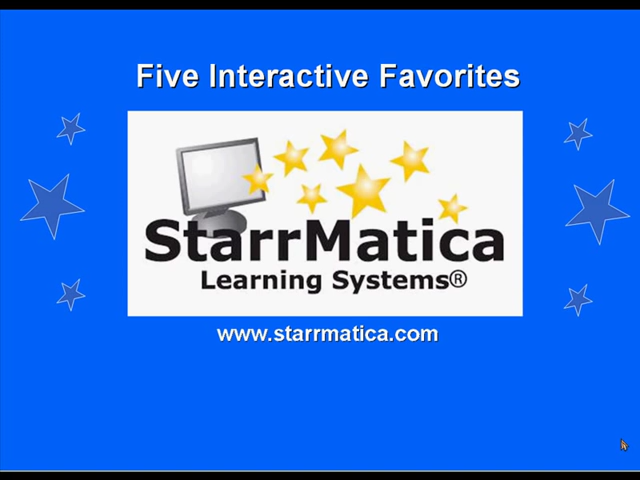 Five Interactive Favorites
StarrMatica
Learning Systems®
www.starrmatica.com